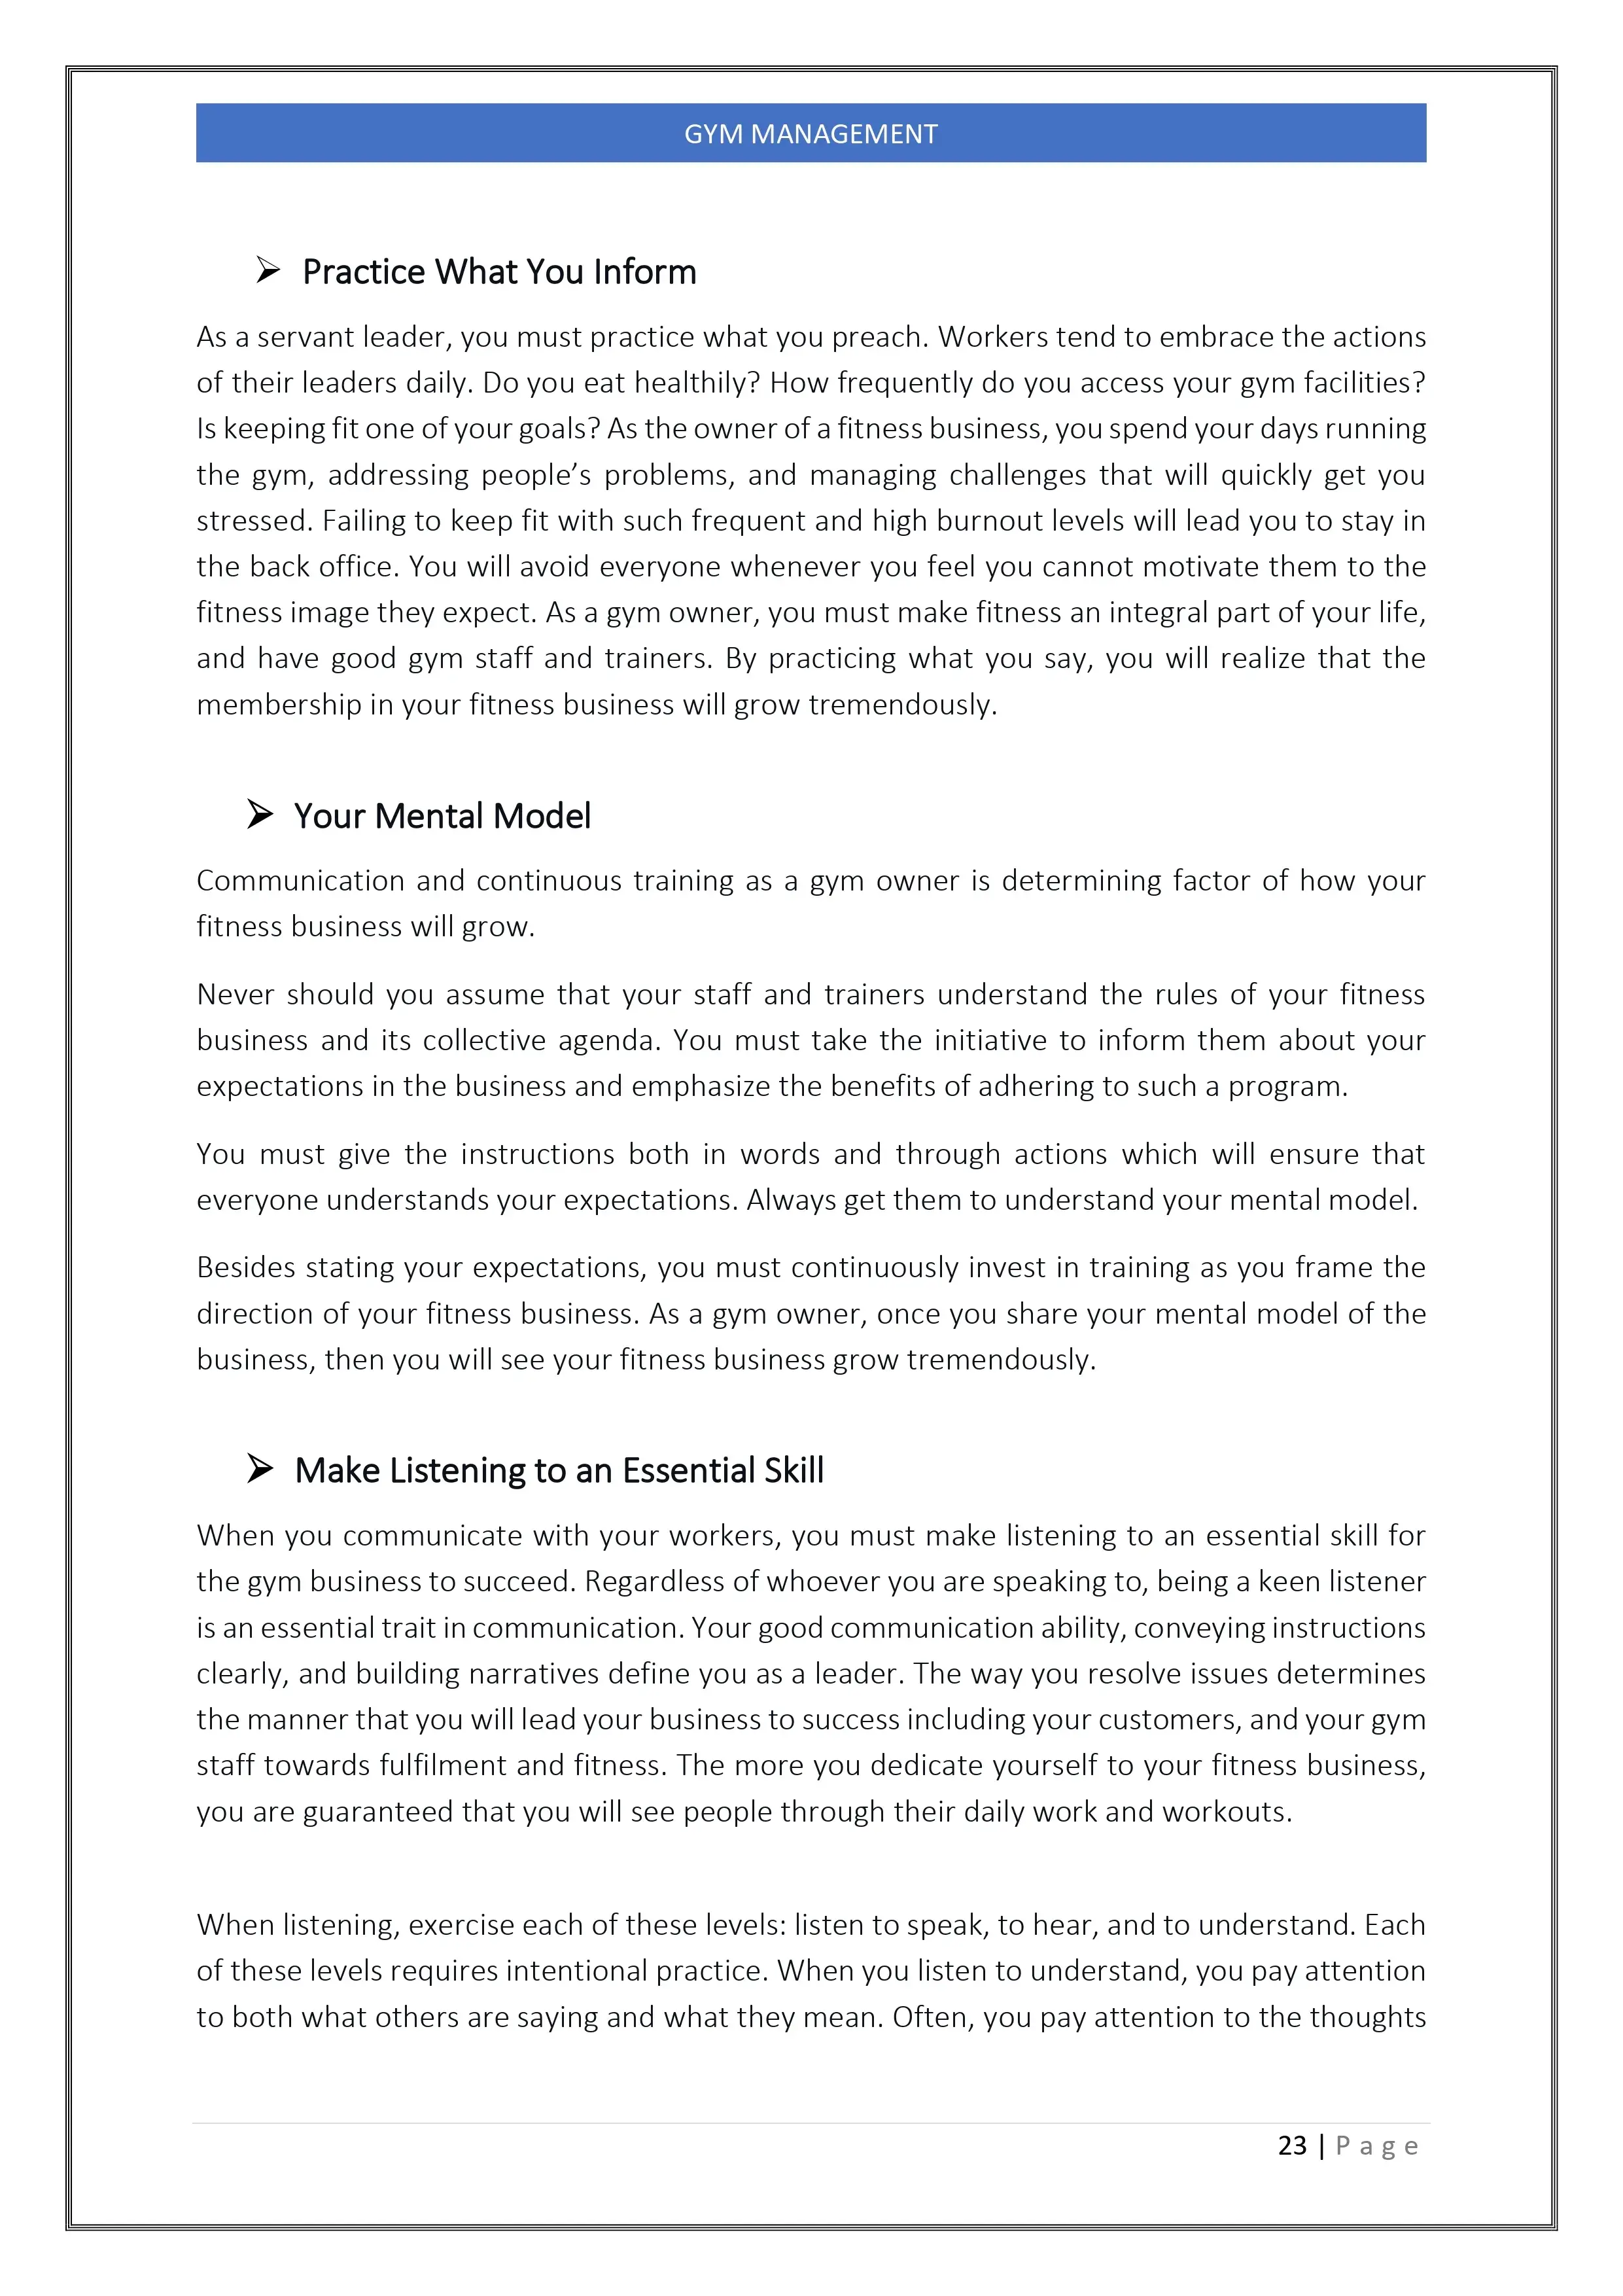 GYM MANAGEMENT
➢ Practice What You Inform
As a servant leader, you must practice what you preach. Workers tend to embrace the actions
of their leaders daily. Do you eat healthily? How frequently do you access your gym facilities?
Is keeping fit one of your goals? As the owner of a fitness business, you spend your days running
the gym, addressing people’s problems, and managing challenges that will quickly get you
stressed. Failing to keep fit with such frequent and high burnout levels will lead you to stay in
the back office. You will avoid everyone whenever you feel you cannot motivate them to the
fitness image they expect. As a gym owner, you must make fitness an integral part of your life,
and have good gym staff and trainers. By practicing what you say, you will realize that the
membership in your fitness business will grow tremendously.
➢ Your Mental Model
Communication and continuous training as a gym owner is determining factor of how your
fitness business will grow.
Never should you assume that your staff and trainers understand the rules of your fitness
business and its collective agenda. You must take the initiative to inform them about your
expectations in the business and emphasize the benefits of adhering to such a program.
You must give the instructions both in words and through actions which will ensure that
everyone understands your expectations. Always get them to understand your mental model.
Besides stating your expectations, you must continuously invest in training as you frame the
direction of your fitness business. As a gym owner, once you share your mental model of the
business, then you will see your fitness business grow tremendously.
➢ Make Listening to an Essential Skill
When you communicate with your workers, you must make listening to an essential skill for
the gym business to succeed. Regardless of whoever you are speaking to, being a keen listener
is an essential trait in communication. Your good communication ability, conveying instructions
clearly, and building narratives define you as a leader. The way you resolve issues determines
the manner that you will lead your business to success including your customers, and your gym
staff towards fulfilment and fitness. The more you dedicate yourself to your fitness business,
you are guaranteed that you will see people through their daily work and workouts.
When listening, exercise each of these levels: listen to speak, to hear, and to understand. Each
of these levels requires intentional practice. When you listen to understand, you pay attention
to both what others are saying and what they mean. Often, you pay attention to the thoughts
23 | P a g e